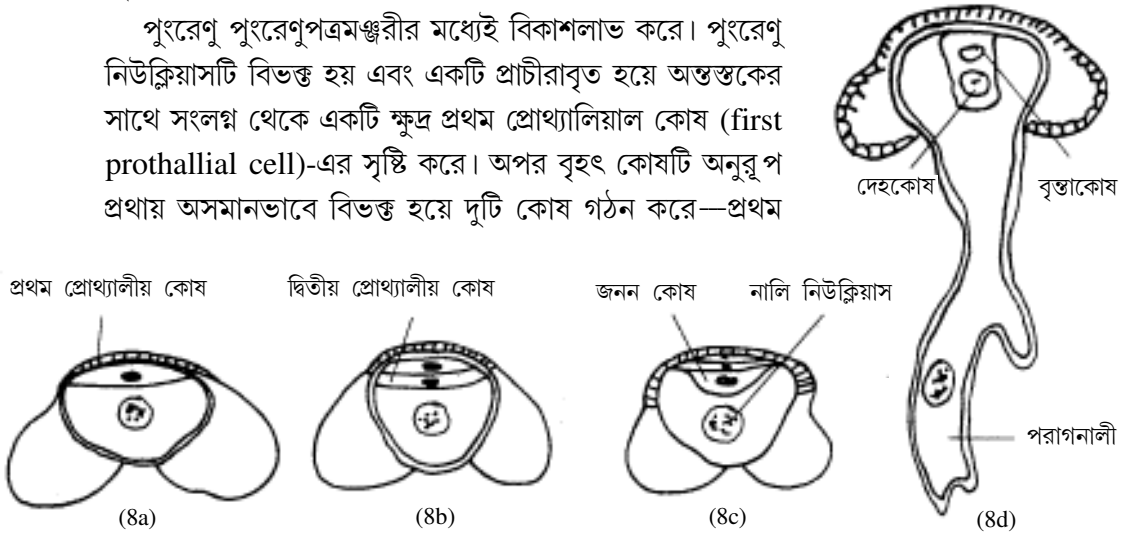 পুংরেণু পুংরেণুপত্রমঞ্জরীর মধ্যেই বিকাশলাভ করে। পুংরেণু
নিউক্লিয়াসটি বিভক্ত হয় এবং একটি প্রাচীরাবৃত হয়ে অন্তস্তকের
সাথে সংলগ্ন থেকে একটি ক্ষুদ্র প্রথম প্রোথ্যালিয়াল কোষ (first
prothallial cell)-এর সৃষ্টি করে। অপর বৃহৎ কোষটি অনুরূপ
প্রথায় অসমানভাবে বিভক্ত হয়ে দুটি কোষ গঠন করে—প্রথম
দেহকোষ
বৃন্তকোষ
প্রথম প্রোথ্যালীয় কোষ
দ্বিতীয় প্রোথ্যালীয় কোষ
জনন কোষ
নালি নিউক্লিয়াস
পরাগনালী
(8a)
(8b)
(8c)
(8d)